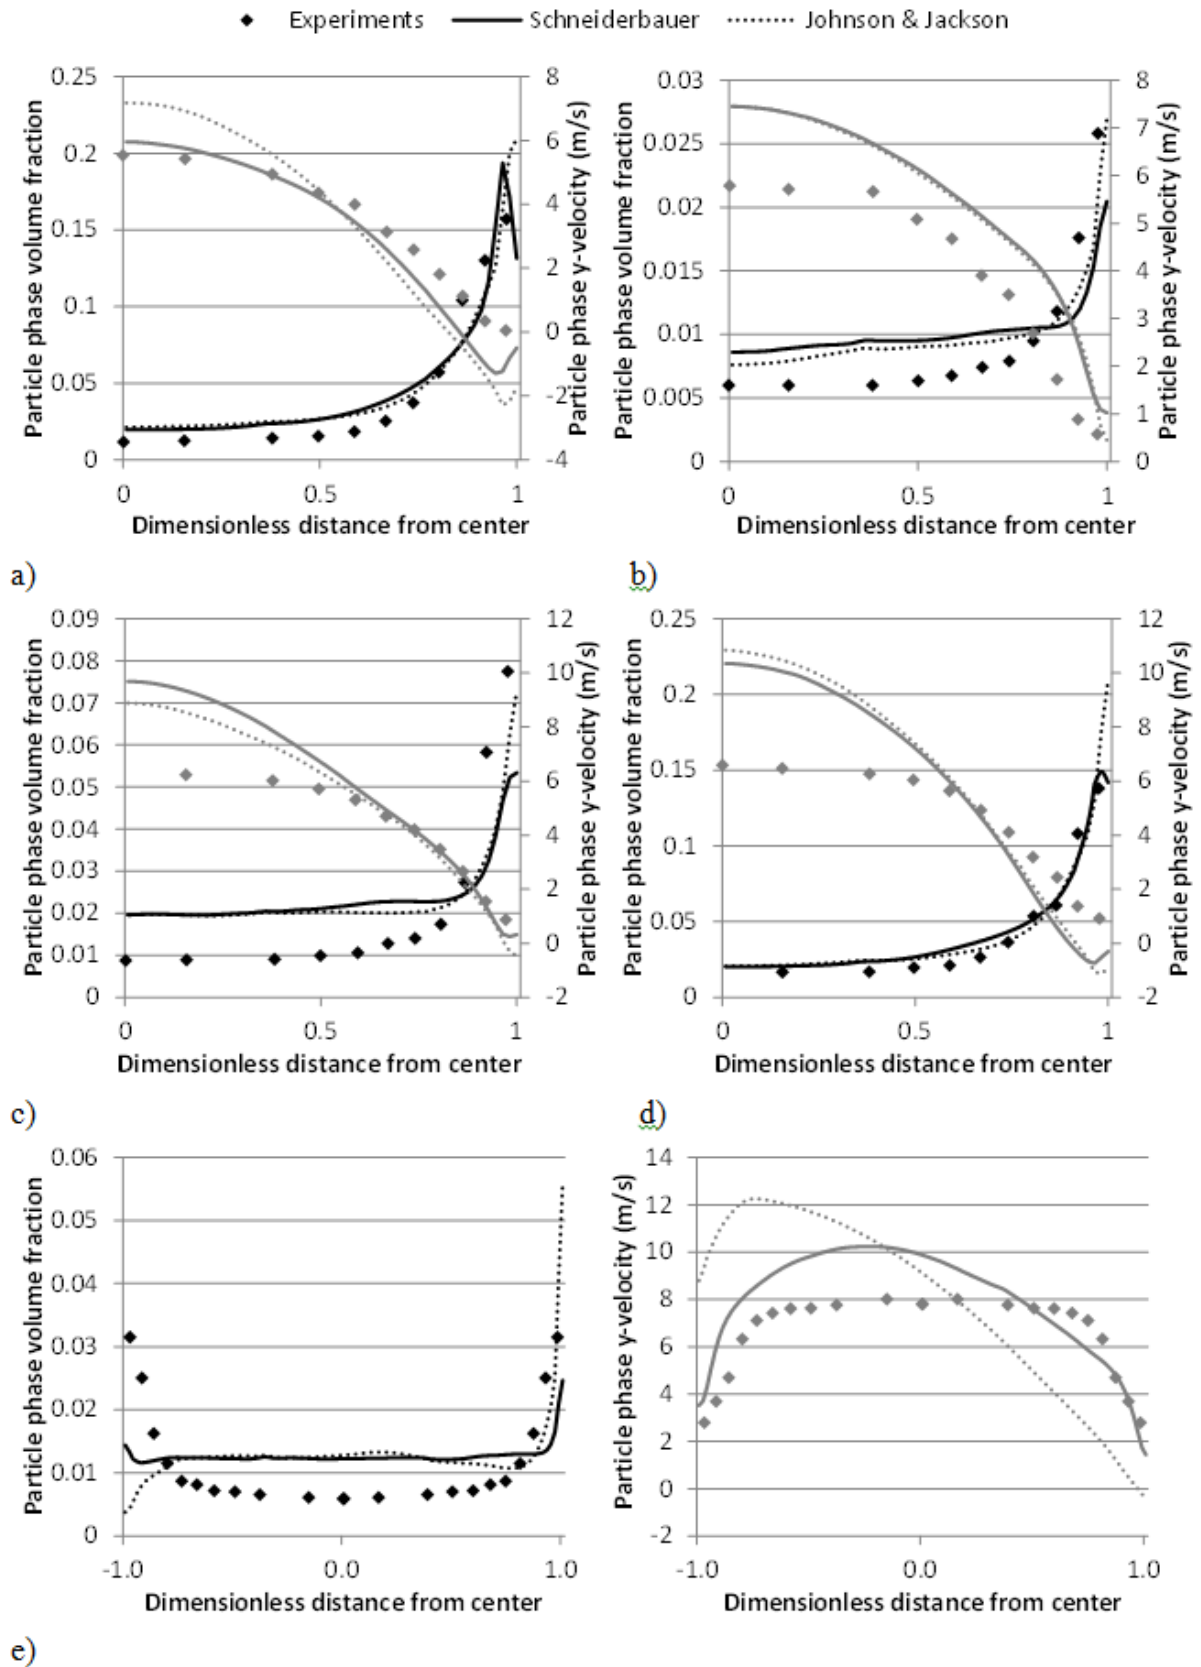 Experiments Schneiderbauer Johnson & Jackson
Particle phase volume fraction
0.25
0.2
0.15
0.1
0.05
0
8
6
4
2
0
-2
-4
Particle phase y-velocity (m/s)
0 0.5 1
Dimensionless distance from center
a)
Particle phase volume fraction
0.03
0.025
0.02
0.015
0.01
0.005
0
8
7
6
5
4
3
2
1
0
Particle phase y-velocity (m/s)
0 0.5 1
Dimensionless distance from center
b)
Particle phase volume fraction
0.09
0.08
0.07
0.06
0.05
0.04
0.03
0.02
0.01
0
12
10
8
6
4
2
0
-2
Particle phase y-velocity (m/s)
0 0.5 1
Dimensionless distance from center
c)
Particle phase volume fraction
0.25
0.2
0.15
0.1
0.05
0
12
10
8
6
4
2
0
-2
Particle phase y-velocity (m/s)
0 0.5 1
Dimensionless distance from center
d)
Particle phase volume fraction
0.06
0.05
0.04
0.03
0.02
0.01
0
-1.0 0.0 1.0
Dimensionless distance from center
Particle phase y-velocity (m/s)
14
12
10
8
6
4
2
0
-2
-1.0 0.0 1.0
Dimensionless distance from center
e)